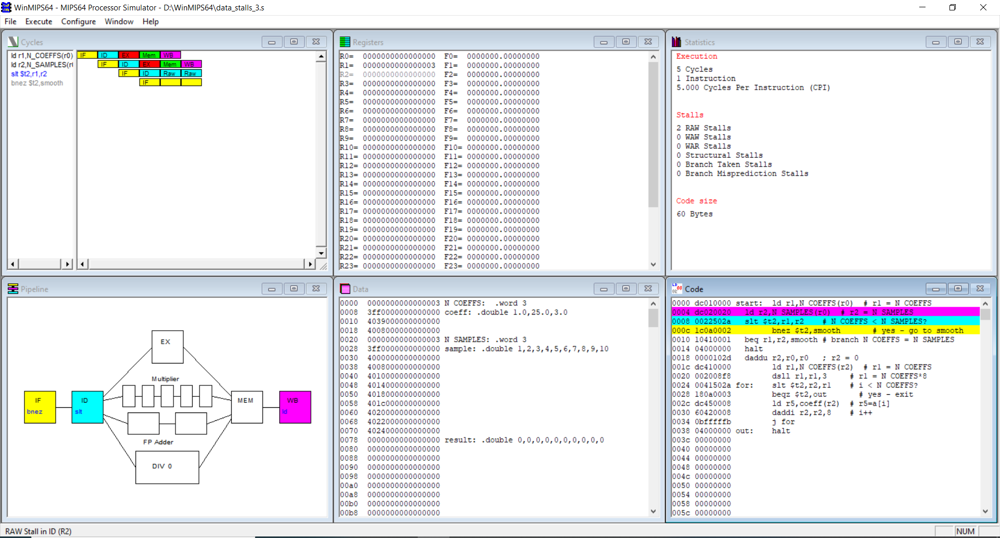 WinMIPS64 - MIPS64 Processor Simulator - D:\WinMIPS64\data_stalls_3.s
File Execute Configure Window Help
Cycles
ld r1,N_COEFFS(r0)
ld r2,N_SAMPLES(r
slt $t2,r1,r2
bnez $t2,smooth
IF ID EX Mem WB
IF ID EX Mem WB
IF ID Raw Raw
IF
Registers
R0= 0000000000000000 F0= 0000000.00000000
R1= 0000000000000003 F1= 0000000.00000000
R2= 0000000000000000 F2= 0000000.00000000
R3= 0000000000000000 F3= 0000000.00000000
R4= 0000000000000000 F4= 0000000.00000000
R5= 0000000000000000 F5= 0000000.00000000
R6= 0000000000000000 F6= 0000000.00000000
R7= 0000000000000000 F7= 0000000.00000000
R8= 0000000000000000 F8= 0000000.00000000
R9= 0000000000000000 F9= 0000000.00000000
R10= 0000000000000000 F10= 0000000.00000000
R11= 0000000000000000 F11= 0000000.00000000
R12= 0000000000000000 F12= 0000000.00000000
R13= 0000000000000000 F13= 0000000.00000000
R14= 0000000000000000 F14= 0000000.00000000
R15= 0000000000000000 F15= 0000000.00000000
R16= 0000000000000000 F16= 0000000.00000000
R17= 0000000000000000 F17= 0000000.00000000
R18= 0000000000000000 F18= 0000000.00000000
R19= 0000000000000000 F19= 0000000.00000000
R20= 0000000000000000 F20= 0000000.00000000
R21= 0000000000000000 F21= 0000000.00000000
R22= 0000000000000000 F22= 0000000.00000000
R23= 0000000000000000 F23= 0000000.00000000
Statistics
Execution
5 Cycles
1 Instruction
5.000 Cycles Per Instruction (CPI)
Stalls
2 RAW Stalls
0 WAW Stalls
0 WAR Stalls
0 Structural Stalls
0 Branch Taken Stalls
0 Branch Misprediction Stalls
Code size
60 Bytes
Pipeline
EX
Multiplier
IF
bnez
ID
slt
MEM
WB
ld
FP Adder
DIV 0
Data
0000 0000000000000003 N COEFFS: .word 3
0008 3ff0000000000000 coeff: .double 1.0,25.0,3.0
0010 4039000000000000
0018 4008000000000000
0020 0000000000000003 N SAMPLES: .word 3
0028 3ff0000000000000 sample: .double 1,2,3,4,5,6,7,8,9,10
0030 4000000000000000
0038 4008000000000000
0040 4010000000000000
0048 4014000000000000
0050 4018000000000000
0058 401c000000000000
0060 4020000000000000
0068 4022000000000000
0070 4024000000000000
0078 0000000000000000 result: .double 0,0,0,0,0,0,0,0,0,0
0080 0000000000000000
0088 0000000000000000
0090 0000000000000000
0098 0000000000000000
00a0 0000000000000000
00a8 0000000000000000
00b0 0000000000000000
00b8 0000000000000000
Code
0000 dc010000 start: ld r1,N COEFFS(r0) # r1 = N COEFFS
0004 dc020020 ld r2,N SAMPLES(r0) # r2 = N SAMPLES
0008 0022502a slt $t2,r1,r2 # N COEFFS < N SAMPLES?
000c 1c0a0002 bnez $t2,smooth # yes - go to smooth
0010 10410001 beq r1,r2,smooth # branch N COEFFS = N SAMPLES
0014 04000000 halt
0018 0000102d daddu r2,r0,r0 ; r2 = 0
001c dc410000 ld r1,N COEFFS(r2) # r1 = N COEFFS
0020 002008f8 dsll r1,r1,3 # r1 = N COEFFS*8
0024 0041502a for: slt $t2,r2,r1 # i < N COEFFS?
0028 180a0003 beqz $t2,out # yes - exit
002c dc450008 ld r5,coeff(r2) # r5=a[i]
0030 60420008 daddi r2,r2,8 # i++
0034 0bfffffb j for
0038 04000000 out: halt
003c 00000000
0040 00000000
0044 00000000
0048 00000000
004c 00000000
0050 00000000
0054 00000000
0058 00000000
005c 00000000
RAW Stall in ID (R2)
NUM